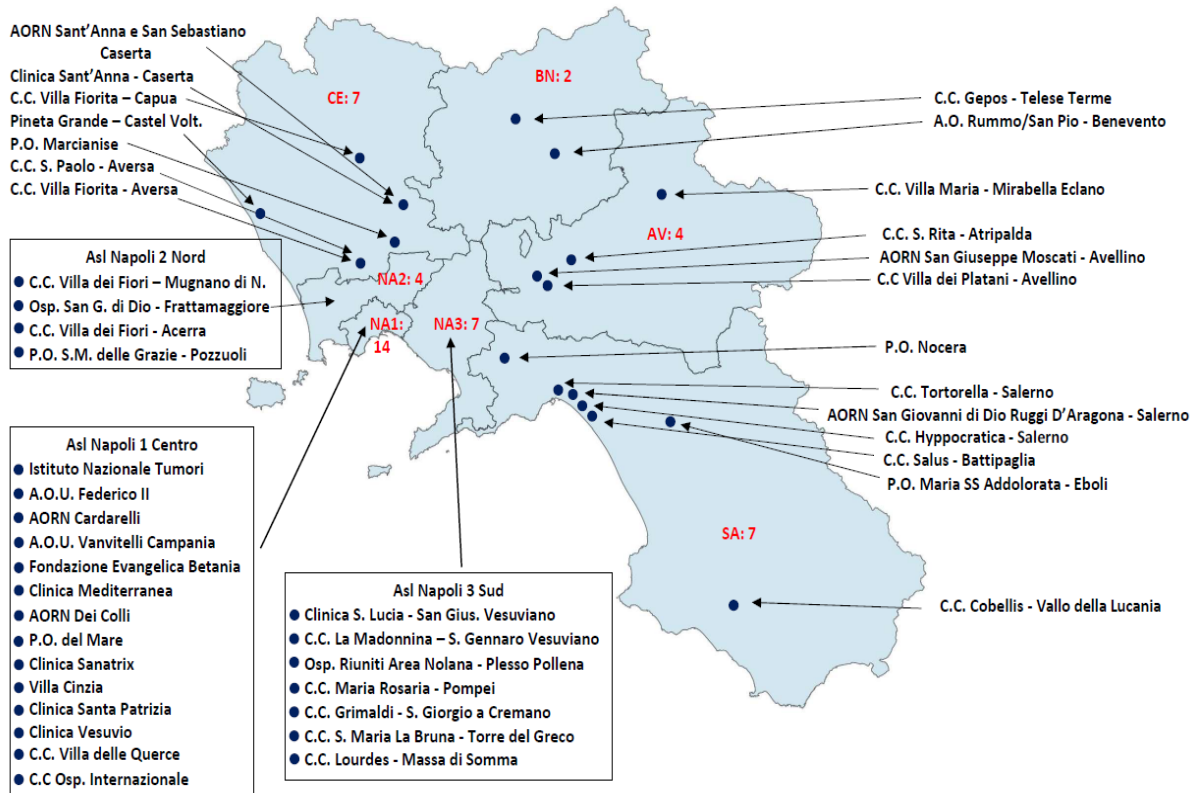 AORN Sant'Anna e San Sebastiano
Caserta
Clinica Sant'Anna - Caserta
C.C. Villa Fiorita – Capua
Pineta Grande – Castel Volt.
P.O. Marcianise
C.C. S. Paolo - Aversa
C.C. Villa Fiorita - Aversa
CE: 7
BN: 2
C.C. Gepos - Telese Terme
A.O. Rummo/San Pio - Benevento
C.C. Villa Maria - Mirabella Eclano
AV: 4
C.C. S. Rita - Atripalda
AORN San Giuseppe Moscati - Avellino
C.C Villa dei Platani - Avellino
Asl Napoli 2 Nord
C.C. Villa dei Fiori – Mugnano di N.
Osp. San G. di Dio - Frattamaggiore
C.C. Villa dei Fiori - Acerra
P.O. S.M. delle Grazie - Pozzuoli
NA2: 4
NA1:
14
NA3: 7
P.O. Nocera
C.C. Tortorella - Salerno
AORN San Giovanni di Dio Ruggi D'Aragona - Salerno
C.C. Hyppocratica - Salerno
C.C. Salus - Battipaglia
P.O. Maria SS Addolorata - Eboli
SA: 7
C.C. Cobellis - Vallo della Lucania
Asl Napoli 1 Centro
Istituto Nazionale Tumori
A.O.U. Federico II
AORN Cardarelli
A.O.U. Vanvitelli Campania
Fondazione Evangelica Betania
Clinica Mediterranea
AORN Dei Colli
P.O. del Mare
Clinica Sanatrix
Villa Cinzia
Clinica Santa Patrizia
Clinica Vesuvio
C.C. Villa delle Querce
C.C Osp. Internazionale
Asl Napoli 3 Sud
Clinica S. Lucia - San Gius. Vesuviano
C.C. La Madonnina – S. Gennaro Vesuviano
Osp. Riuniti Area Nolana - Plesso Pollena
C.C. Maria Rosaria - Pompei
C.C. Grimaldi - S. Giorgio a Cremano
C.C. S. Maria La Bruna - Torre del Greco
C.C. Lourdes - Massa di Somma